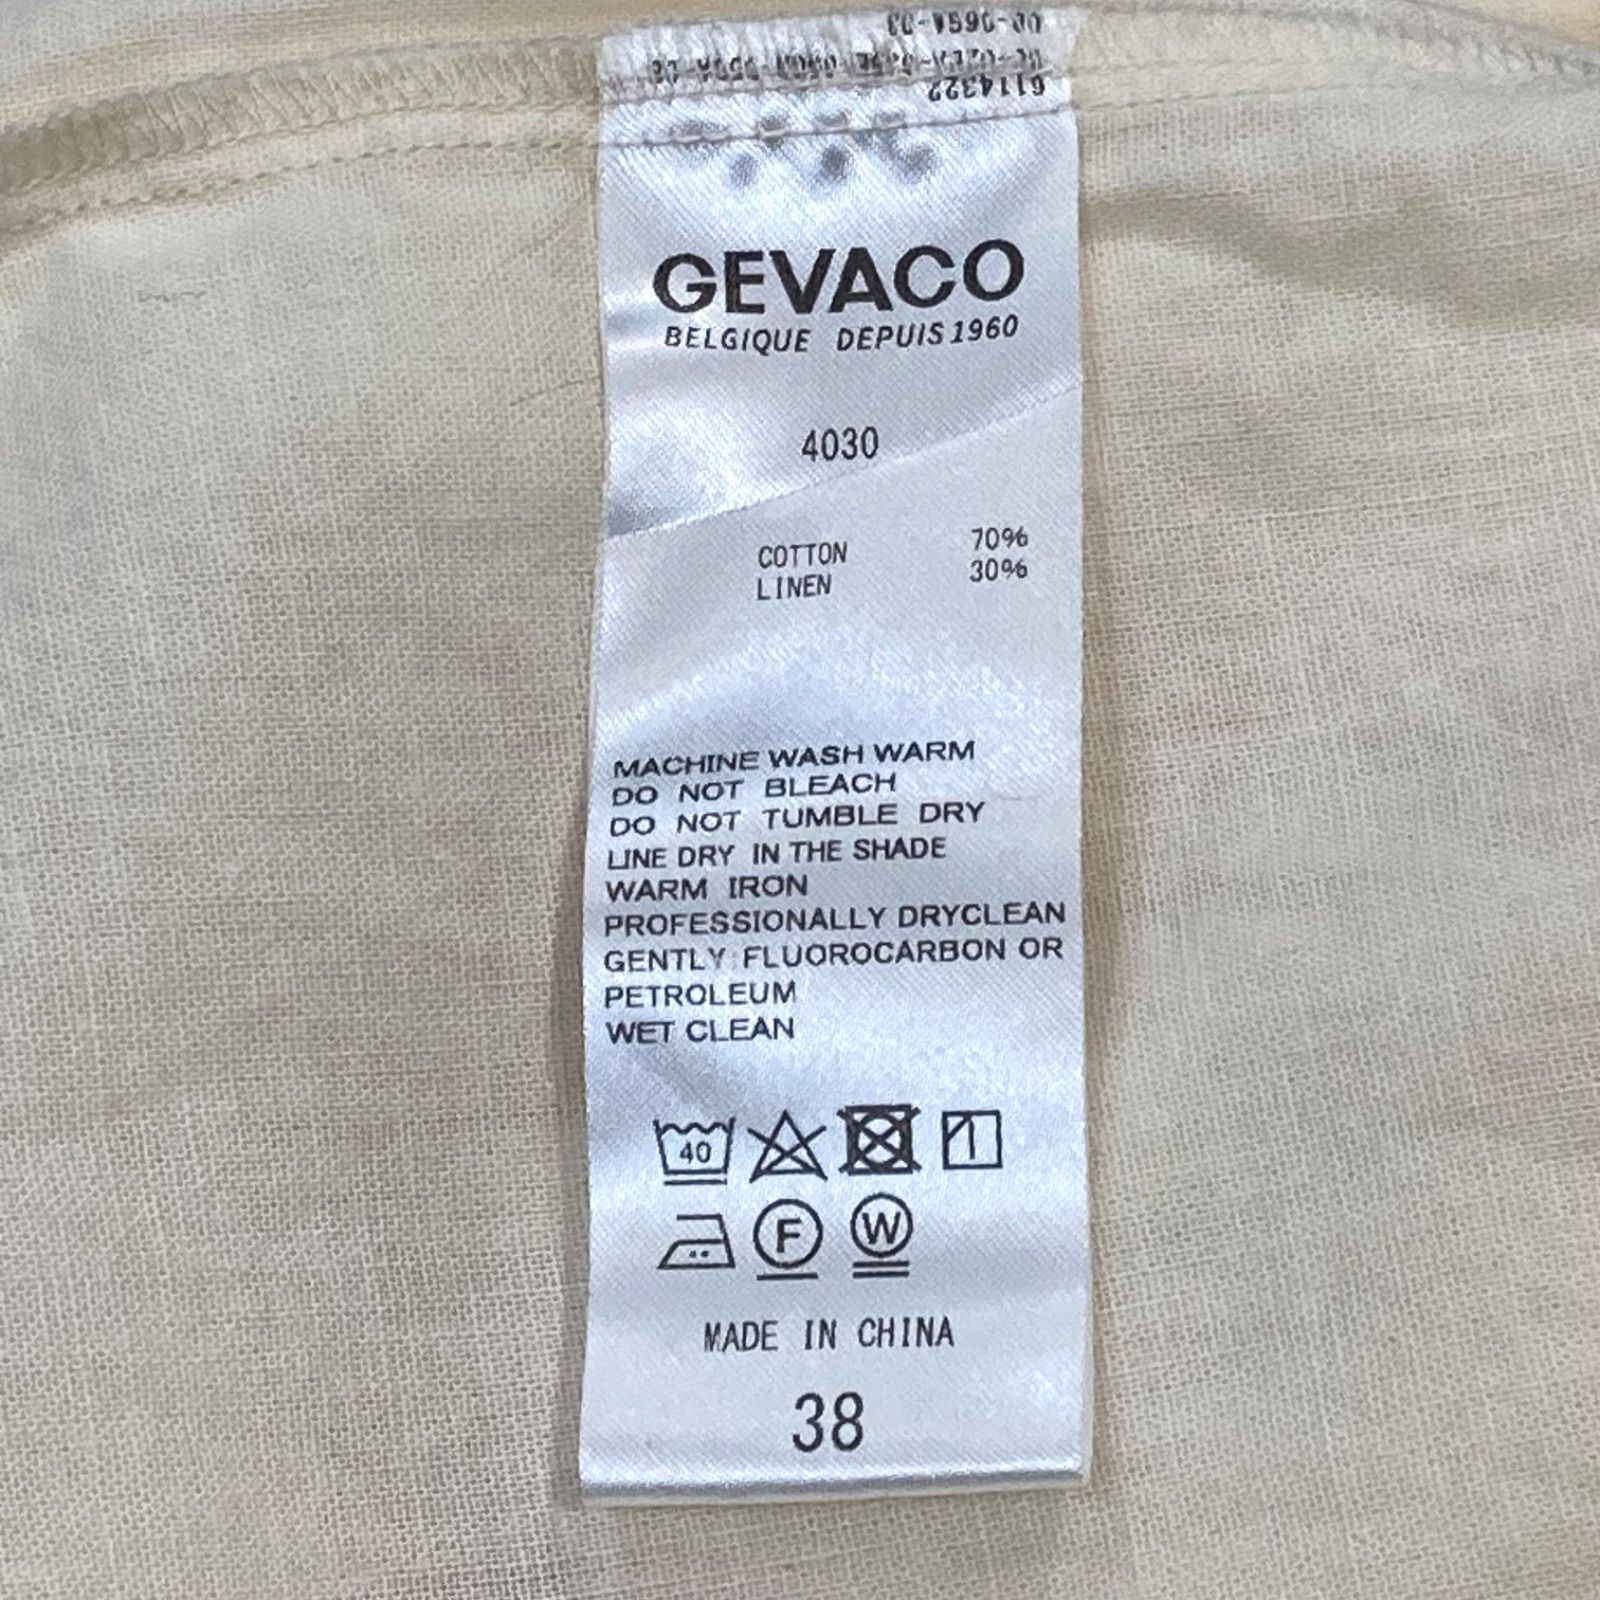 6114322
GEVACO
BELGIQUE DEPUIS 1960
4030
COTTON 70%
LINEN 30%
MACHINE WASH WARM
DO NOT BLEACH
DO NOT TUMBLE DRY
LINE DRY IN THE SHADE
WARM IRON
PROFESSIONALLY DRYCLEAN
GENTLY: FLUOROCARBON OR
PETROLEUM
WET CLEAN
40
F W
MADE IN CHINA
38